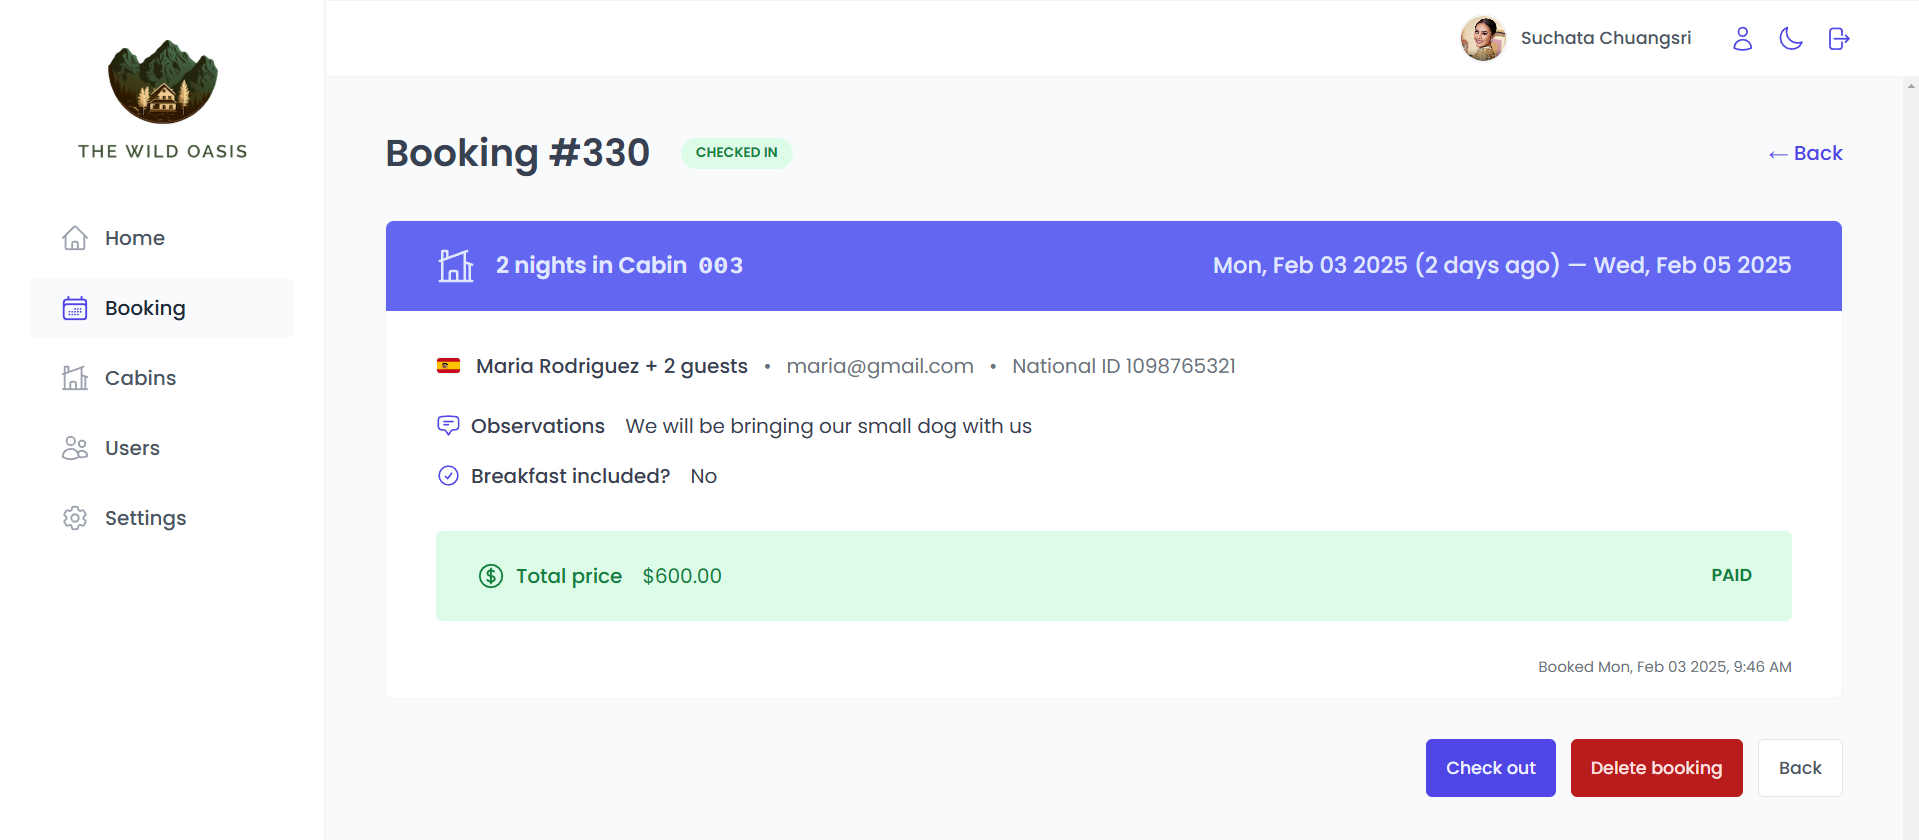 THE WILD OASIS
Home
Booking
Cabins
Users
Settings
Suchata Chuangsri
Booking #330 CHECKED IN
← Back
2 nights in Cabin 003
Mon, Feb 03 2025 (2 days ago) — Wed, Feb 05 2025
Maria Rodriguez + 2 guests • maria@gmail.com • National ID 1098765321
Observations We will be bringing our small dog with us
Breakfast included? No
Total price $600.00
PAID
Booked Mon, Feb 03 2025, 9:46 AM
Check out
Delete booking
Back